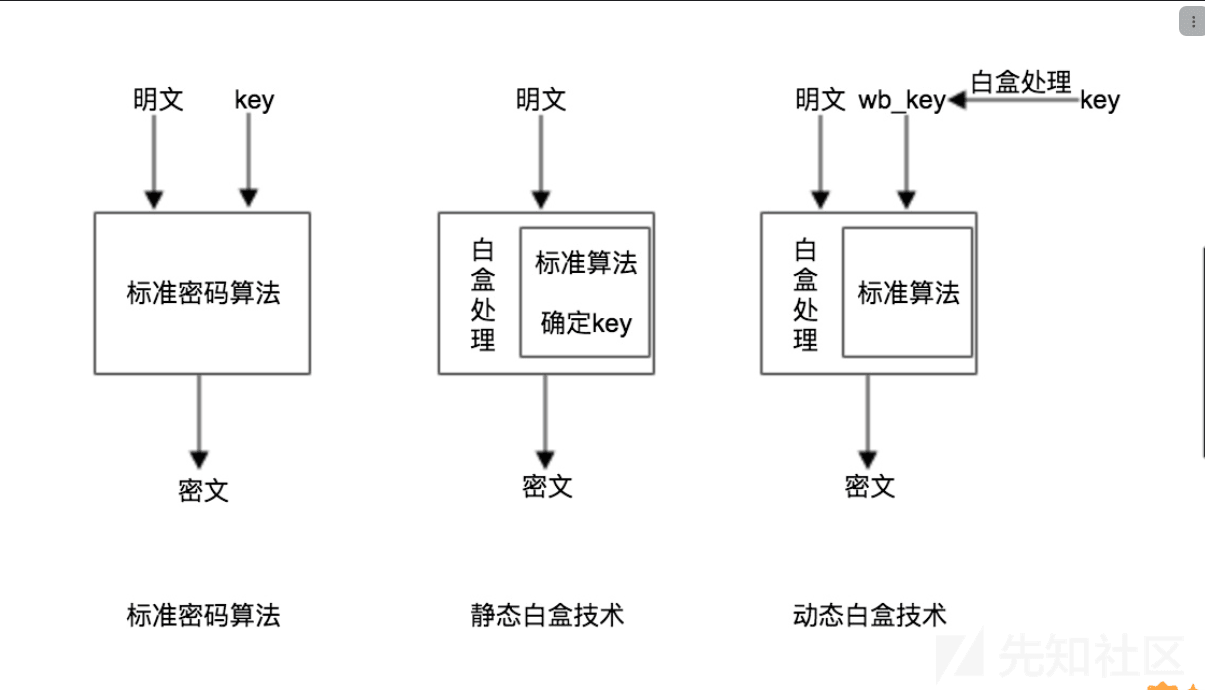 明文 key
标准密码算法
密文
标准密码算法
明文
白盒处理
标准算法
确定key
密文
静态白盒技术
明文 wb_key 白盒处理 key
白盒处理
标准算法
密文
动态白盒技术
先知社区